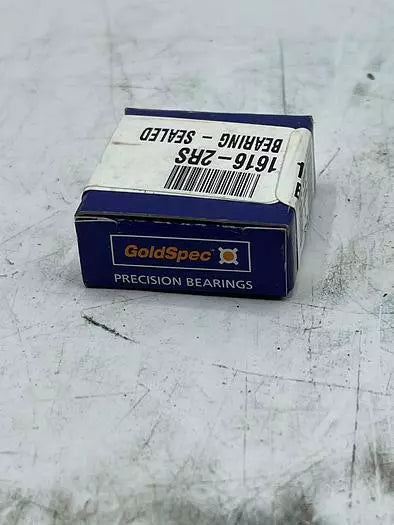 1616-2RS
BEARING - SEALED
GoldSpec
PRECISION BEARINGS